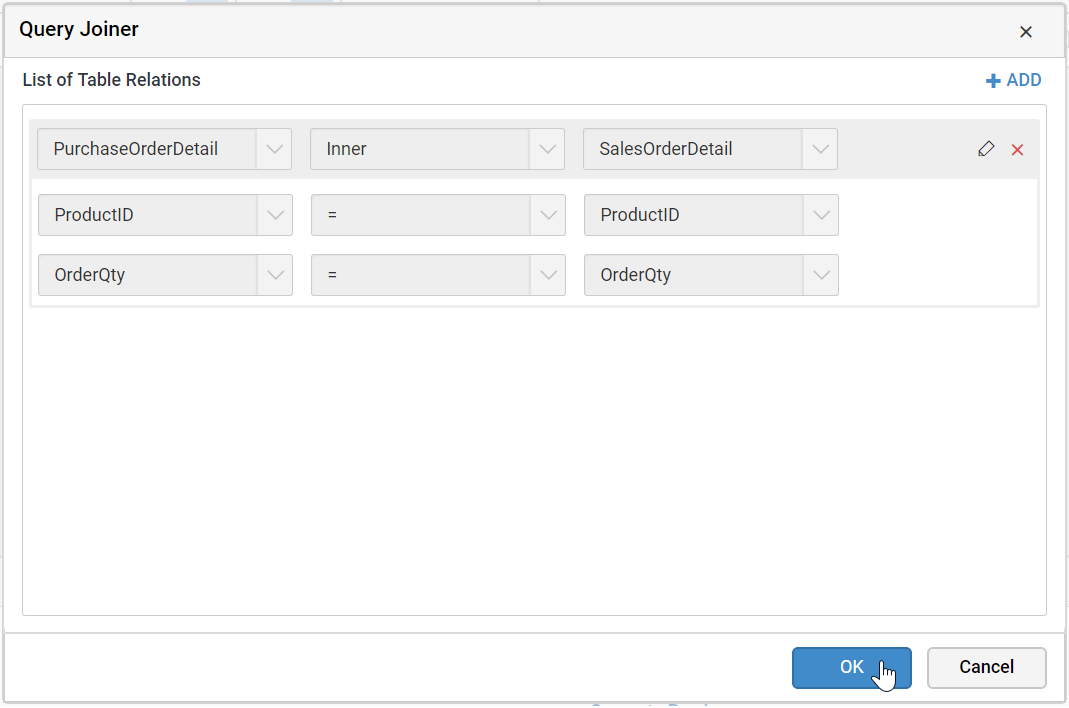 Query Joiner
List of Table Relations
ADD
PurchaseOrderDetail Inner SalesOrderDetail
ProductID = ProductID
OrderQty = OrderQty
OK Cancel